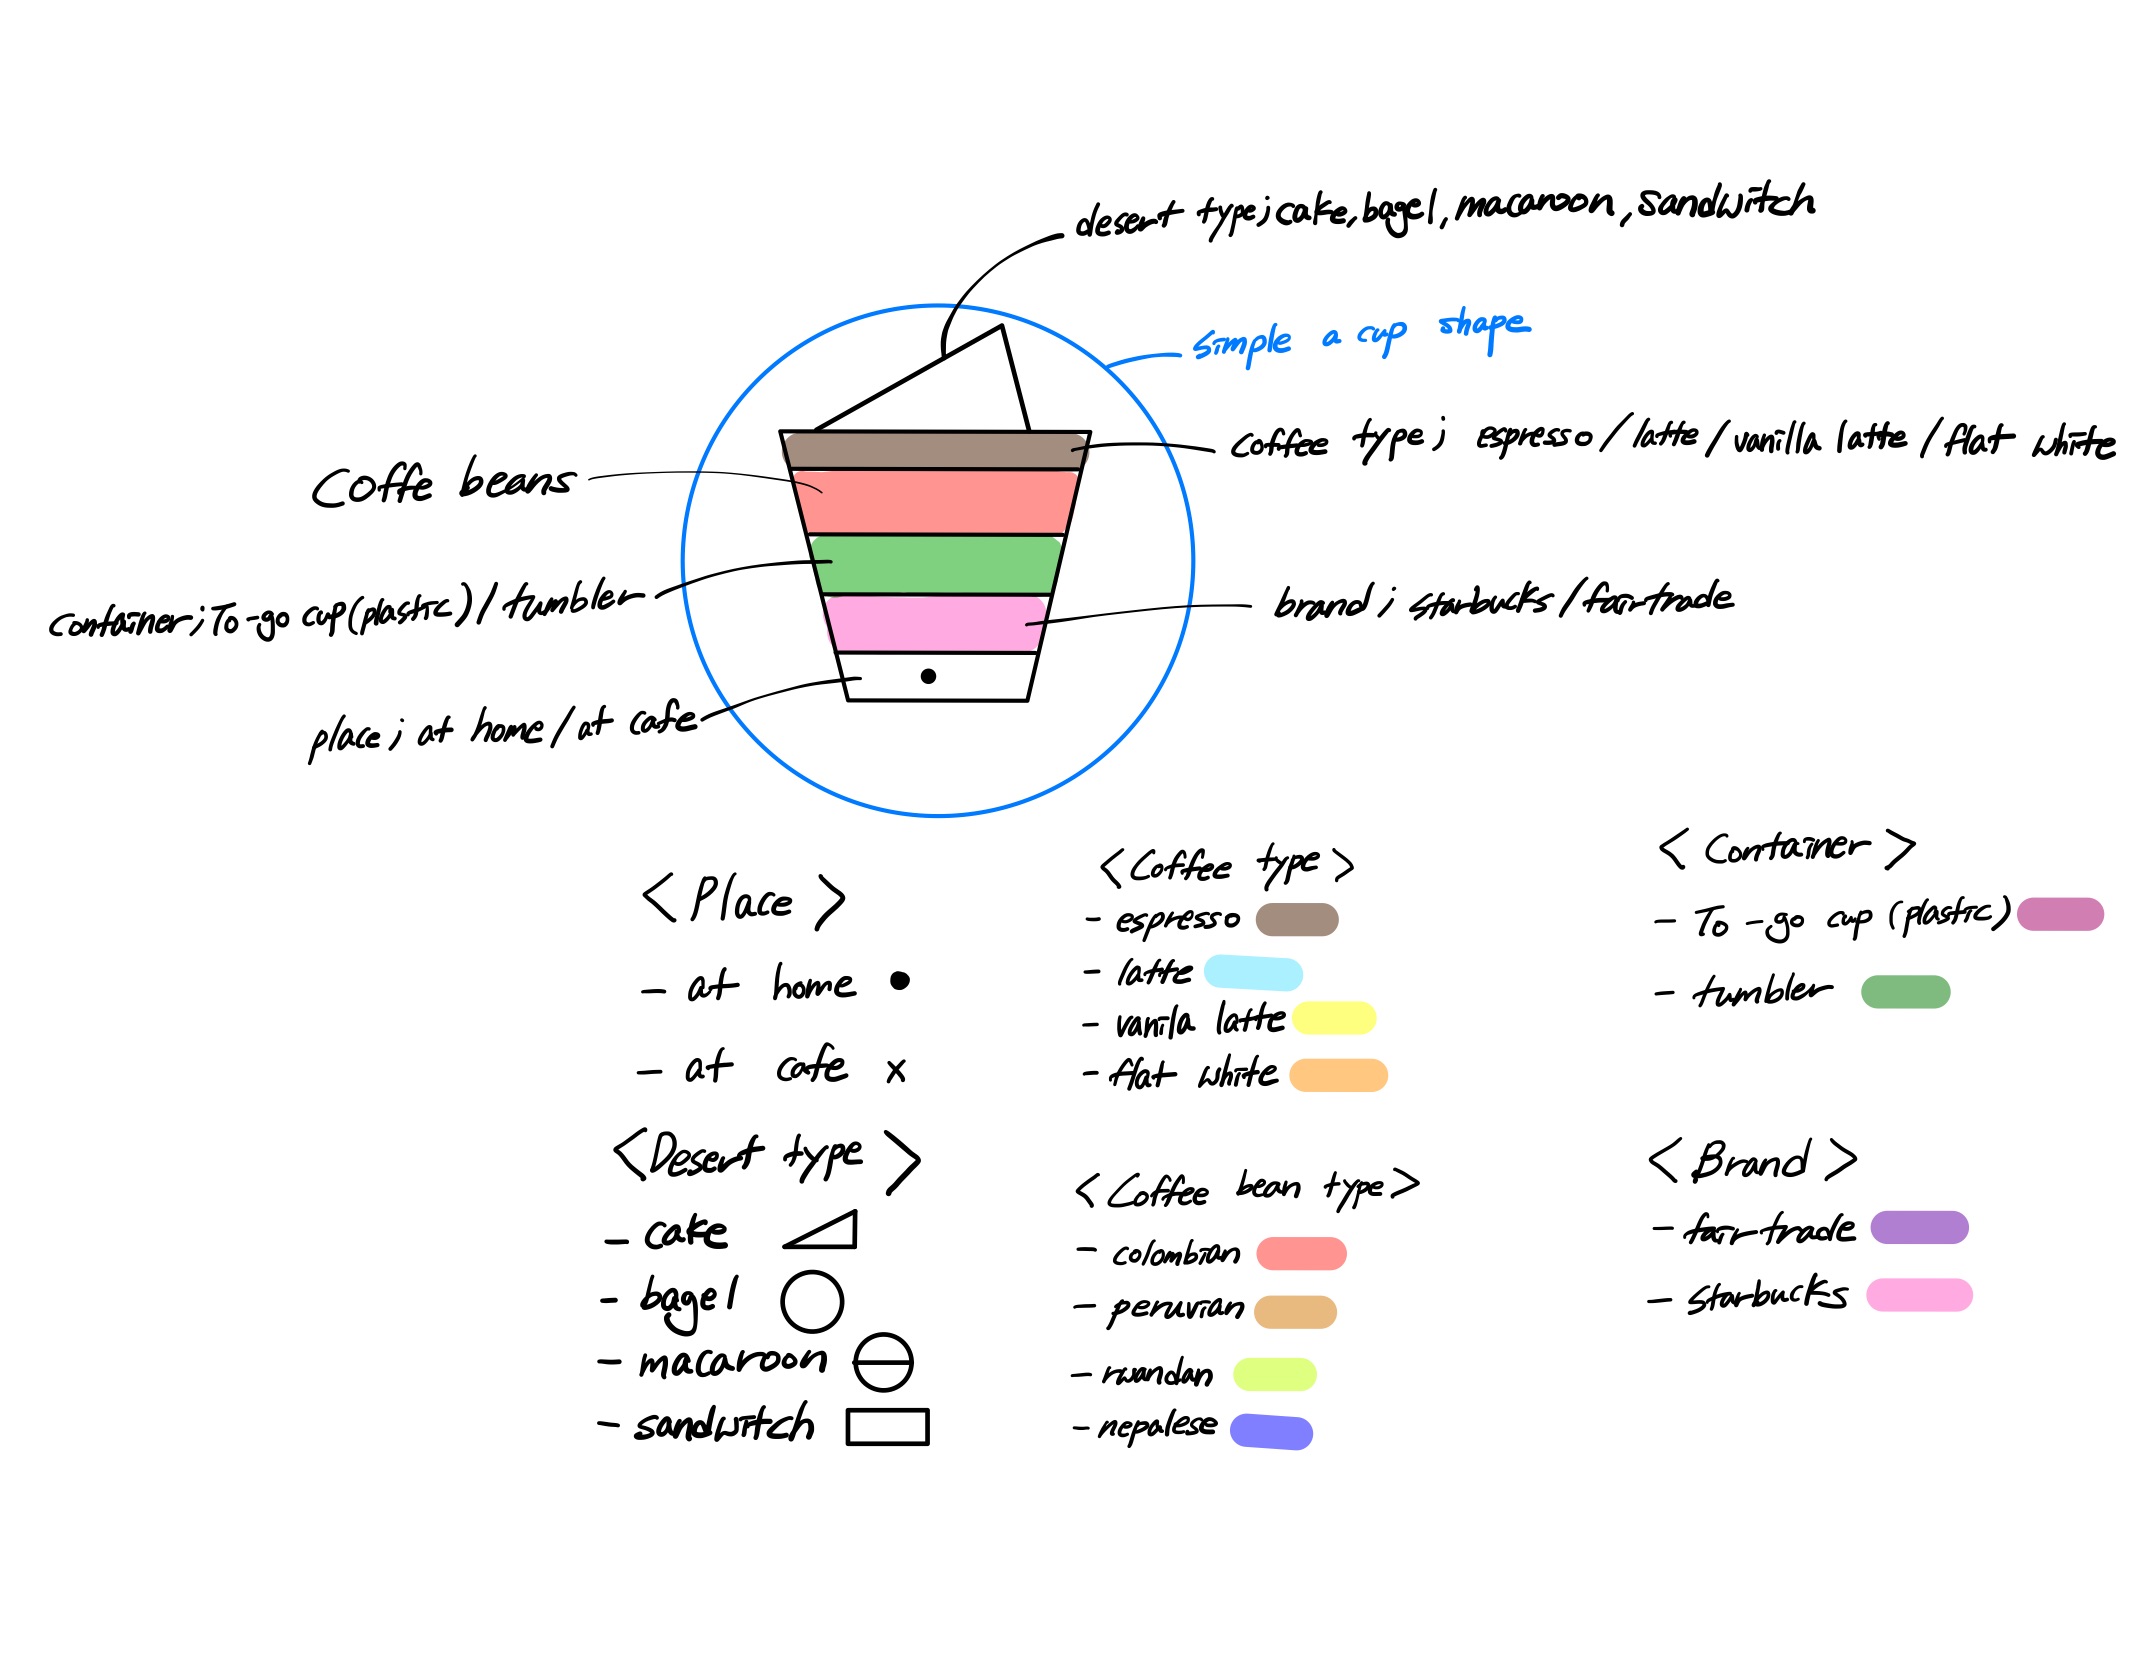 desert type; cake, bagel, macaroon, sandwitch
simple a cup shape
coffee type; espresso/latte/vanilla latte/flat white
Coffe beans
container; To-go cup(plastic)/tumbler
brand; starbucks/fair-trade
place; at home/at cafe
<Place>
- at home
- at cafe x
<Desert type>
- cake
- bagel
- macaroon
- sandwitch
<Coffee type>
- espresso
- latte
- vanila latte
- flat white
<Coffee bean type>
- colombian
- peruvian
- rwandan
- nepalese
<Container>
- To-go cup (plastic)
- tumbler
<Brand>
- fair-trade
- starbucks